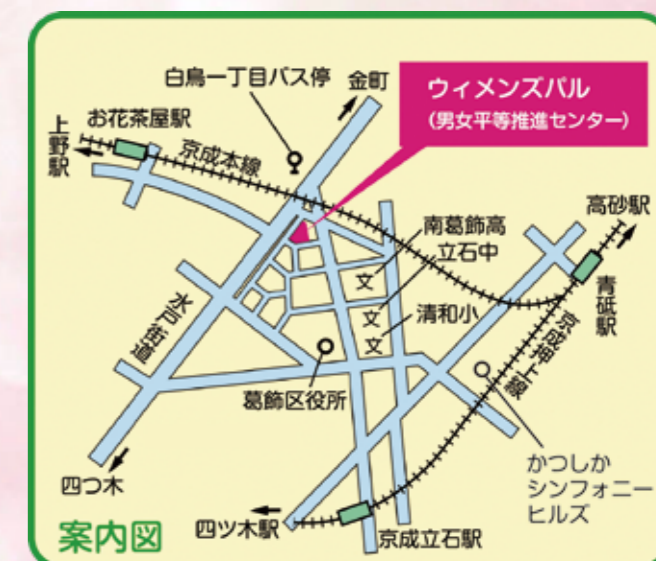 白鳥一丁目バス停
金町
ウィメンズパル
(男女平等推進センター)
お花茶屋駅
上野駅
京成本線
高砂駅
南葛飾高
立石中
文
清和小
文
文
青砥駅
京成押上線
水戸街道
葛飾区役所
かつしか
シンフォニー
ヒルズ
四つ木
四ツ木駅
京成立石駅
案内図